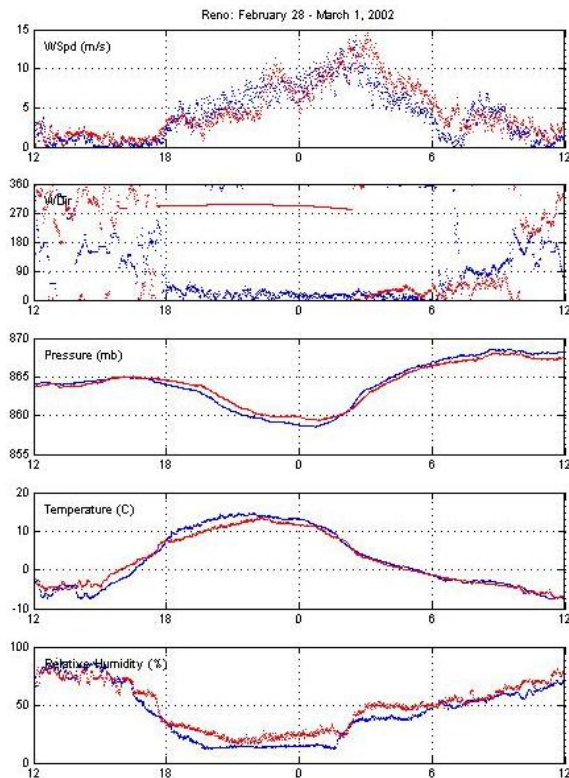 Reno: February 28 - March 1, 2002
15
WSpd (m/s)
10
5
0
12 18 0 6 12
360
WDir
270
180
90
0
12 18 0 6 12
870
Pressure (mb)
865
860
855
12 18 0 6 12
20
Temperature (C)
10
0
-10
12 18 0 6 12
100
Relative Humidity (%)
50
0
12 18 0 6 12